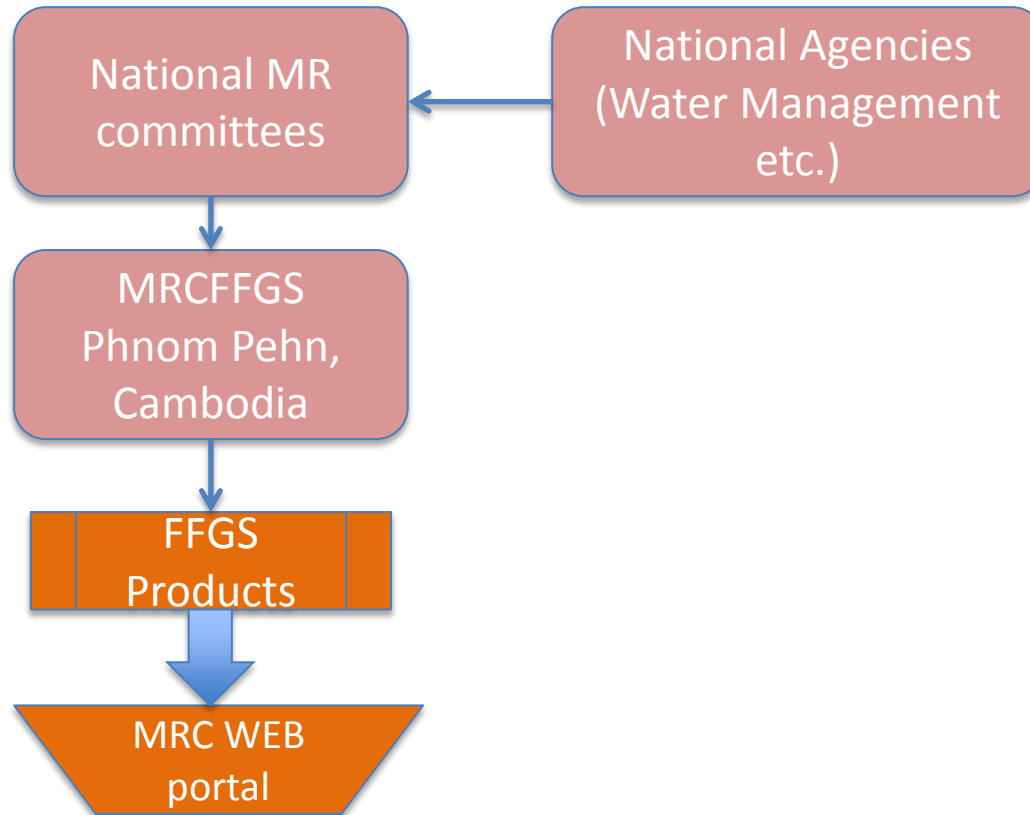 National MR
committees
National Agencies
(Water Management
etc.)
MRCFFGS
Phnom Pehn,
Cambodia
FFGS
Products
MRC WEB
portal